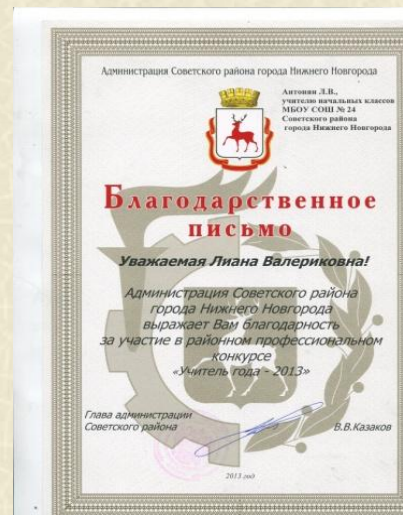 Администрация Советского района города Нижнего Новгорода
Антонян Л.В.,
учителю начальных классов
МБОУ СОШ № 24
Советского района
города Нижнего Новгорода
Благодарственное
письмо
Уважаемая Лиана Валериковна!
Администрация Советского района
города Нижнего Новгорода
выражает Вам благодарность
за участие в районном профессиональном
конкурсе
«Учитель года - 2013»
Глава администрации
Советского района
В.В.Казаков
2013 год